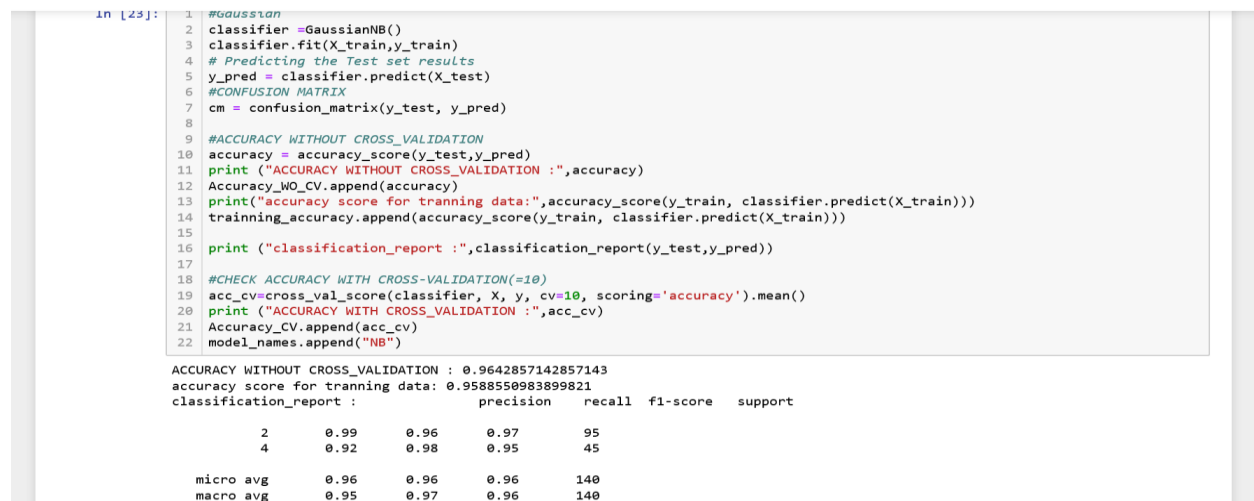 In [23]:
1 #Gaussian
2 classifier =GaussianNB()
3 classifier.fit(X_train,y_train)
4 # Predicting the Test set results
5 y_pred = classifier.predict(X_test)
6 #CONFUSION MATRIX
7 cm = confusion_matrix(y_test, y_pred)
8
9 #ACCURACY WITHOUT CROSS_VALIDATION
10 accuracy = accuracy_score(y_test,y_pred)
11 print ("ACCURACY WITHOUT CROSS_VALIDATION :",accuracy)
12 Accuracy_WO_CV.append(accuracy)
13 print("accuracy score for tranning data:",accuracy_score(y_train, classifier.predict(X_train)))
14 trainning_accuracy.append(accuracy_score(y_train, classifier.predict(X_train)))
15
16 print ("classification_report :",classification_report(y_test,y_pred))
17
18 #CHECK ACCURACY WITH CROSS-VALIDATION(=10)
19 acc_cv=cross_val_score(classifier, X, y, cv=10, scoring='accuracy').mean()
20 print ("ACCURACY WITH CROSS_VALIDATION :",acc_cv)
21 Accuracy_CV.append(acc_cv)
22 model_names.append("NB")
ACCURACY WITHOUT CROSS_VALIDATION : 0.9642857142857143
accuracy score for tranning data: 0.9588550983899821
classification_report : precision recall f1-score support
2 0.99 0.96 0.97 95
4 0.92 0.98 0.95 45
micro avg 0.96 0.96 0.96 140
macro avg 0.95 0.97 0.96 140